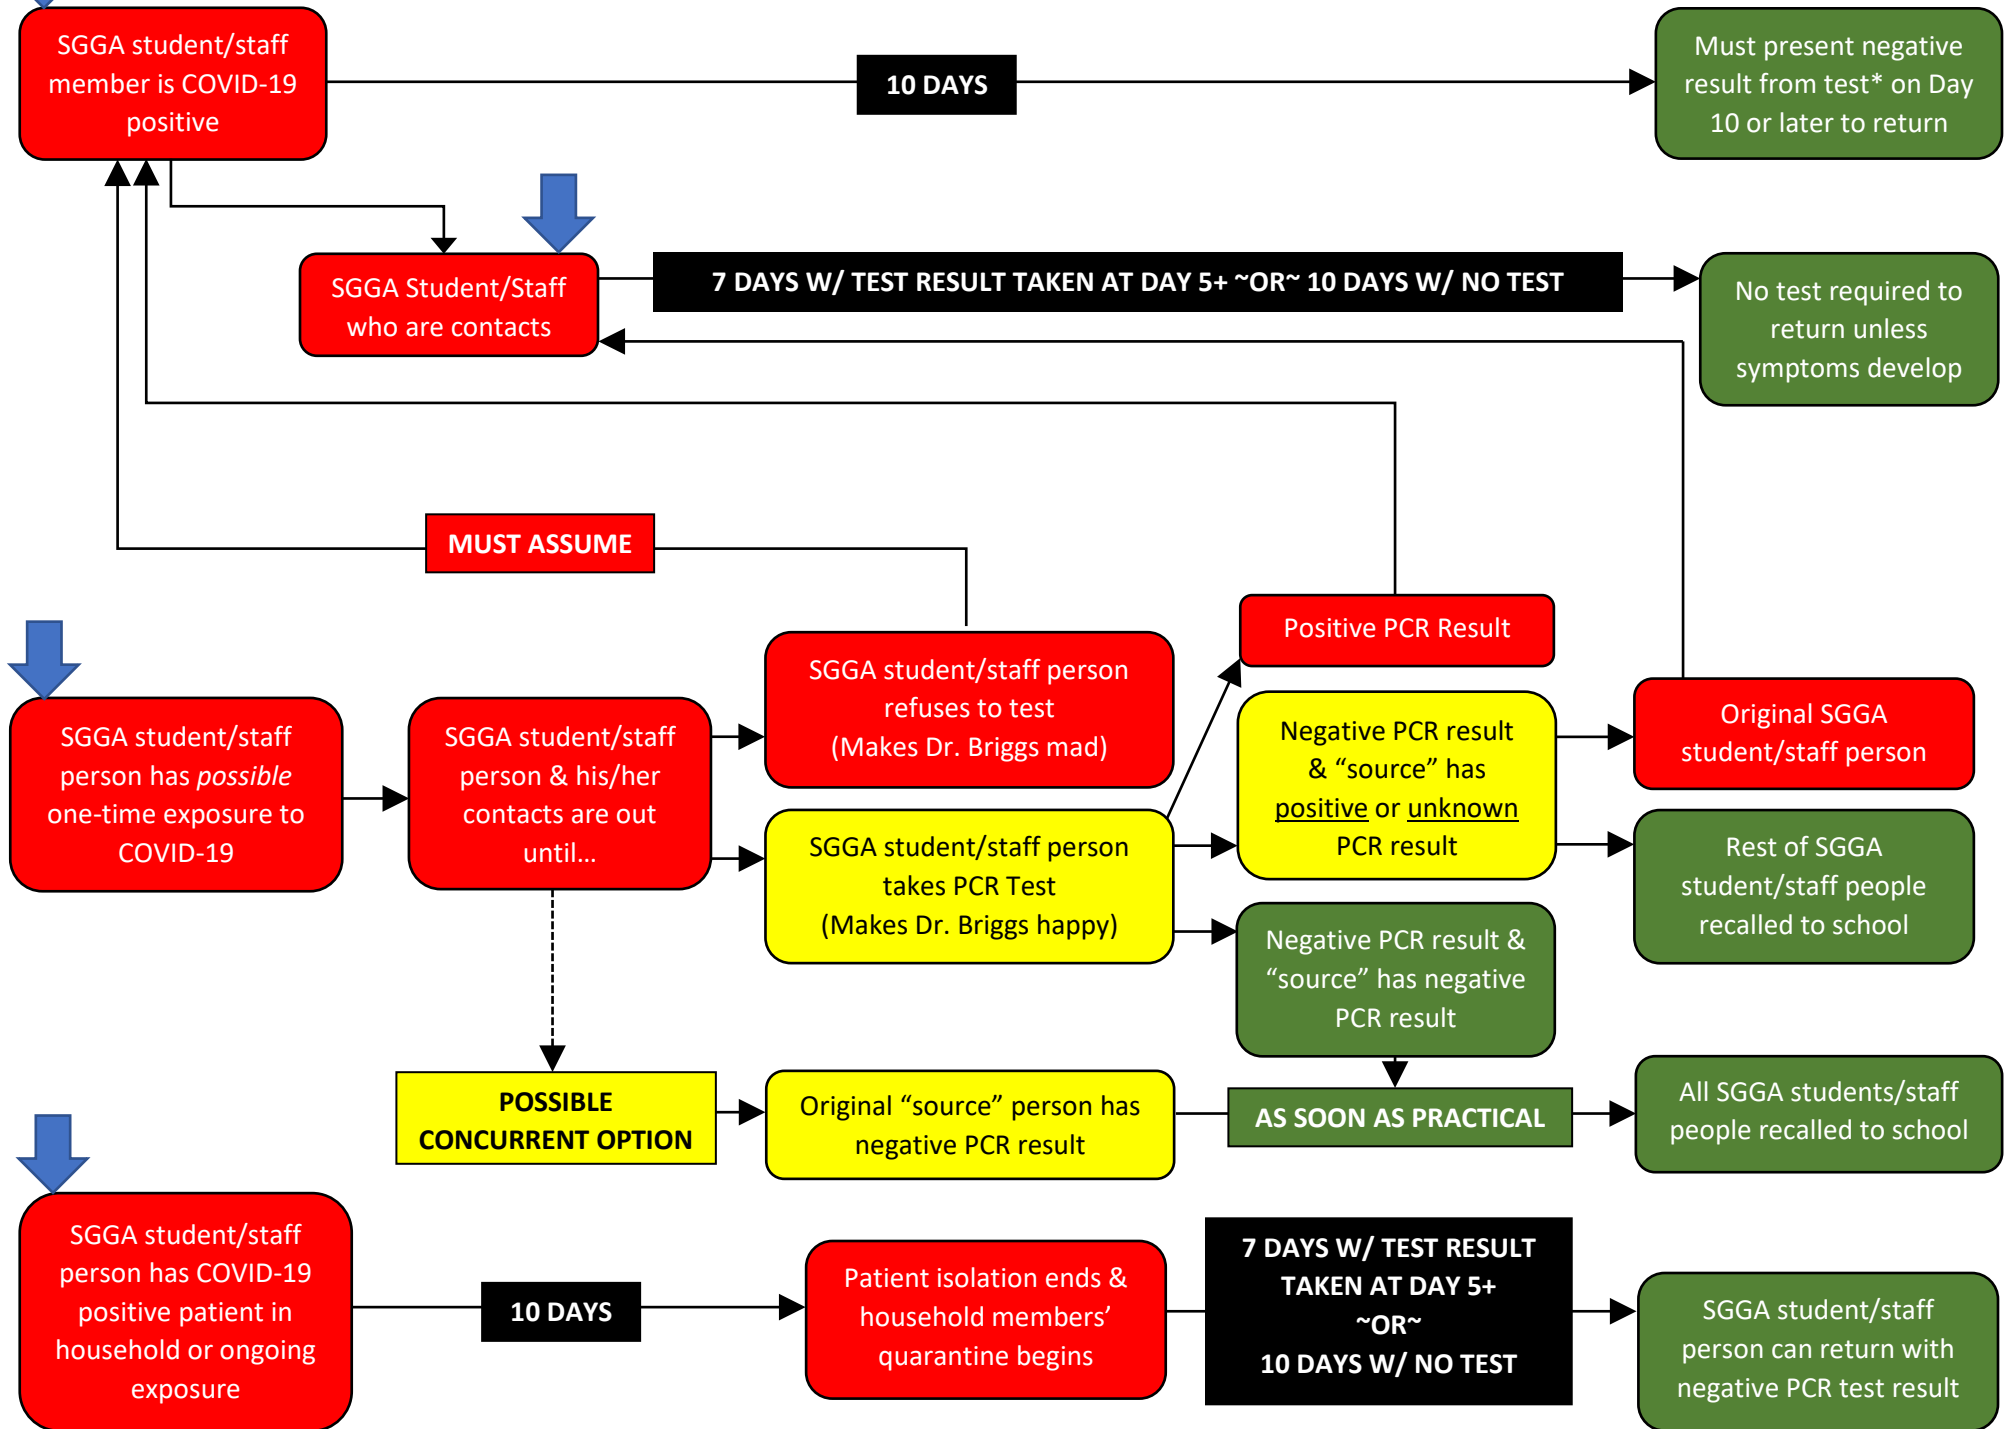 SGGA student/staff
member is COVID-19
positive
10 DAYS
Must present negative
result from test* on Day
10 or later to return
SGGA Student/Staff
who are contacts
7 DAYS W/ TEST RESULT TAKEN AT DAY 5+ ~OR~ 10 DAYS W/ NO TEST
No test required to
return unless
symptoms develop
MUST ASSUME
SGGA student/staff
person has possible
one-time exposure to
COVID-19
SGGA student/staff
person & his/her
contacts are out
until…
SGGA student/staff person
refuses to test
(Makes Dr. Briggs mad)
SGGA student/staff person
takes PCR Test
(Makes Dr. Briggs happy)
Positive PCR Result
Negative PCR result
& “source” has
positive or unknown
PCR result
Negative PCR result &
“source” has negative
PCR result
Original SGGA
student/staff person
Rest of SGGA
student/staff people
recalled to school
POSSIBLE
CONCURRENT OPTION
Original “source” person has
negative PCR result
AS SOON AS PRACTICAL
All SGGA students/staff
people recalled to school
SGGA student/staff
person has COVID-19
positive patient in
household or ongoing
exposure
10 DAYS
Patient isolation ends &
household members’
quarantine begins
7 DAYS W/ TEST RESULT
TAKEN AT DAY 5+
~OR~
10 DAYS W/ NO TEST
SGGA student/staff
person can return with
negative PCR test result